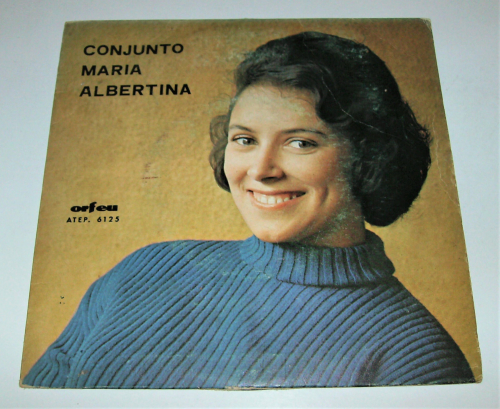 CONJUNTO
MARIA
ALBERTINA
orfeu
ATEP. 6125